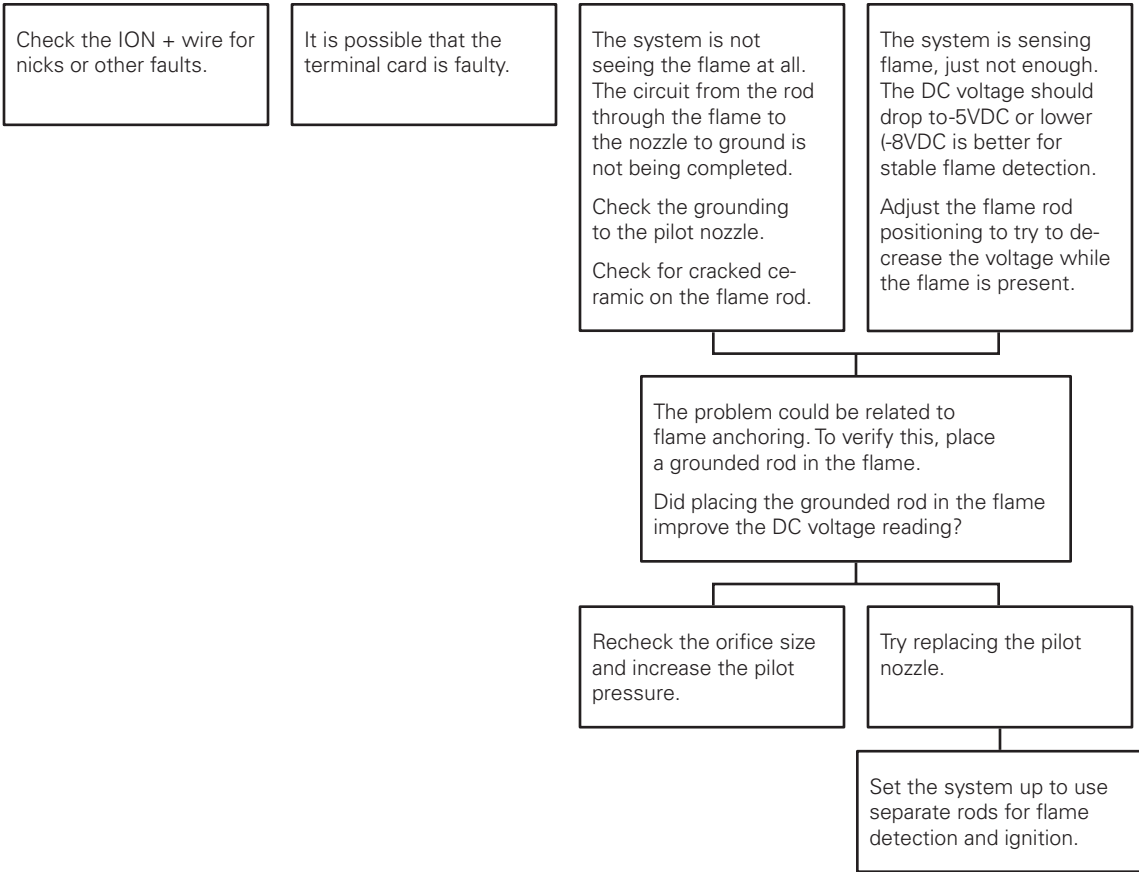 Check the ION + wire for
nicks or other faults.
It is possible that the
terminal card is faulty.
The system is not
seeing the flame at all.
The circuit from the rod
through the flame to
the nozzle to ground is
not being completed.
Check the grounding
to the pilot nozzle.
Check for cracked ce-
ramic on the flame rod.
The system is sensing
flame, just not enough.
The DC voltage should
drop to-5VDC or lower
(-8VDC is better for
stable flame detection.
Adjust the flame rod
positioning to try to de-
crease the voltage while
the flame is present.
The problem could be related to
flame anchoring. To verify this, place
a grounded rod in the flame.
Did placing the grounded rod in the flame
improve the DC voltage reading?
Recheck the orifice size
and increase the pilot
pressure.
Try replacing the pilot
nozzle.
Set the system up to use
separate rods for flame
detection and ignition.